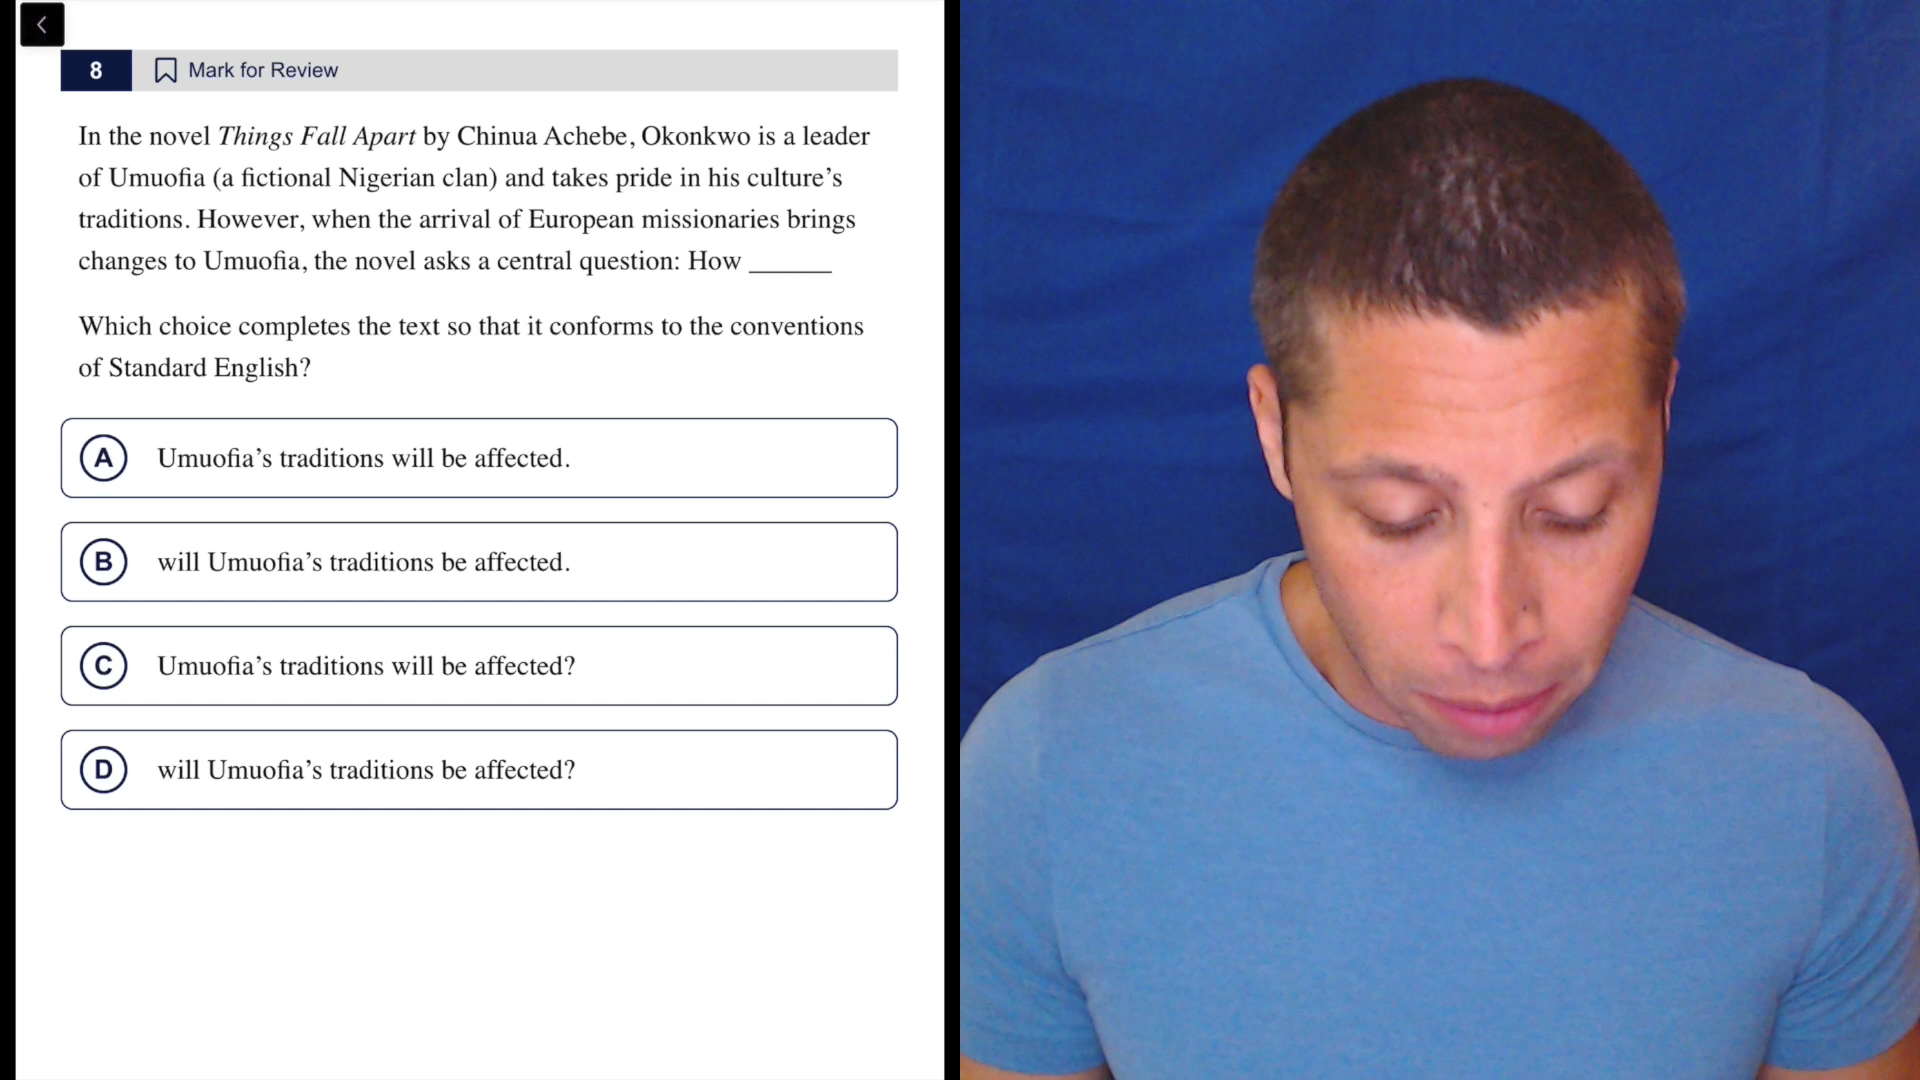 8 Mark for Review
In the novel Things Fall Apart by Chinua Achebe, Okonkwo is a leader
of Umuofia (a fictional Nigerian clan) and takes pride in his culture’s
traditions. However, when the arrival of European missionaries brings
changes to Umuofia, the novel asks a central question: How ______
Which choice completes the text so that it conforms to the conventions
of Standard English?
A Umuofia’s traditions will be affected.
B will Umuofia’s traditions be affected.
C Umuofia’s traditions will be affected?
D will Umuofia’s traditions be affected?